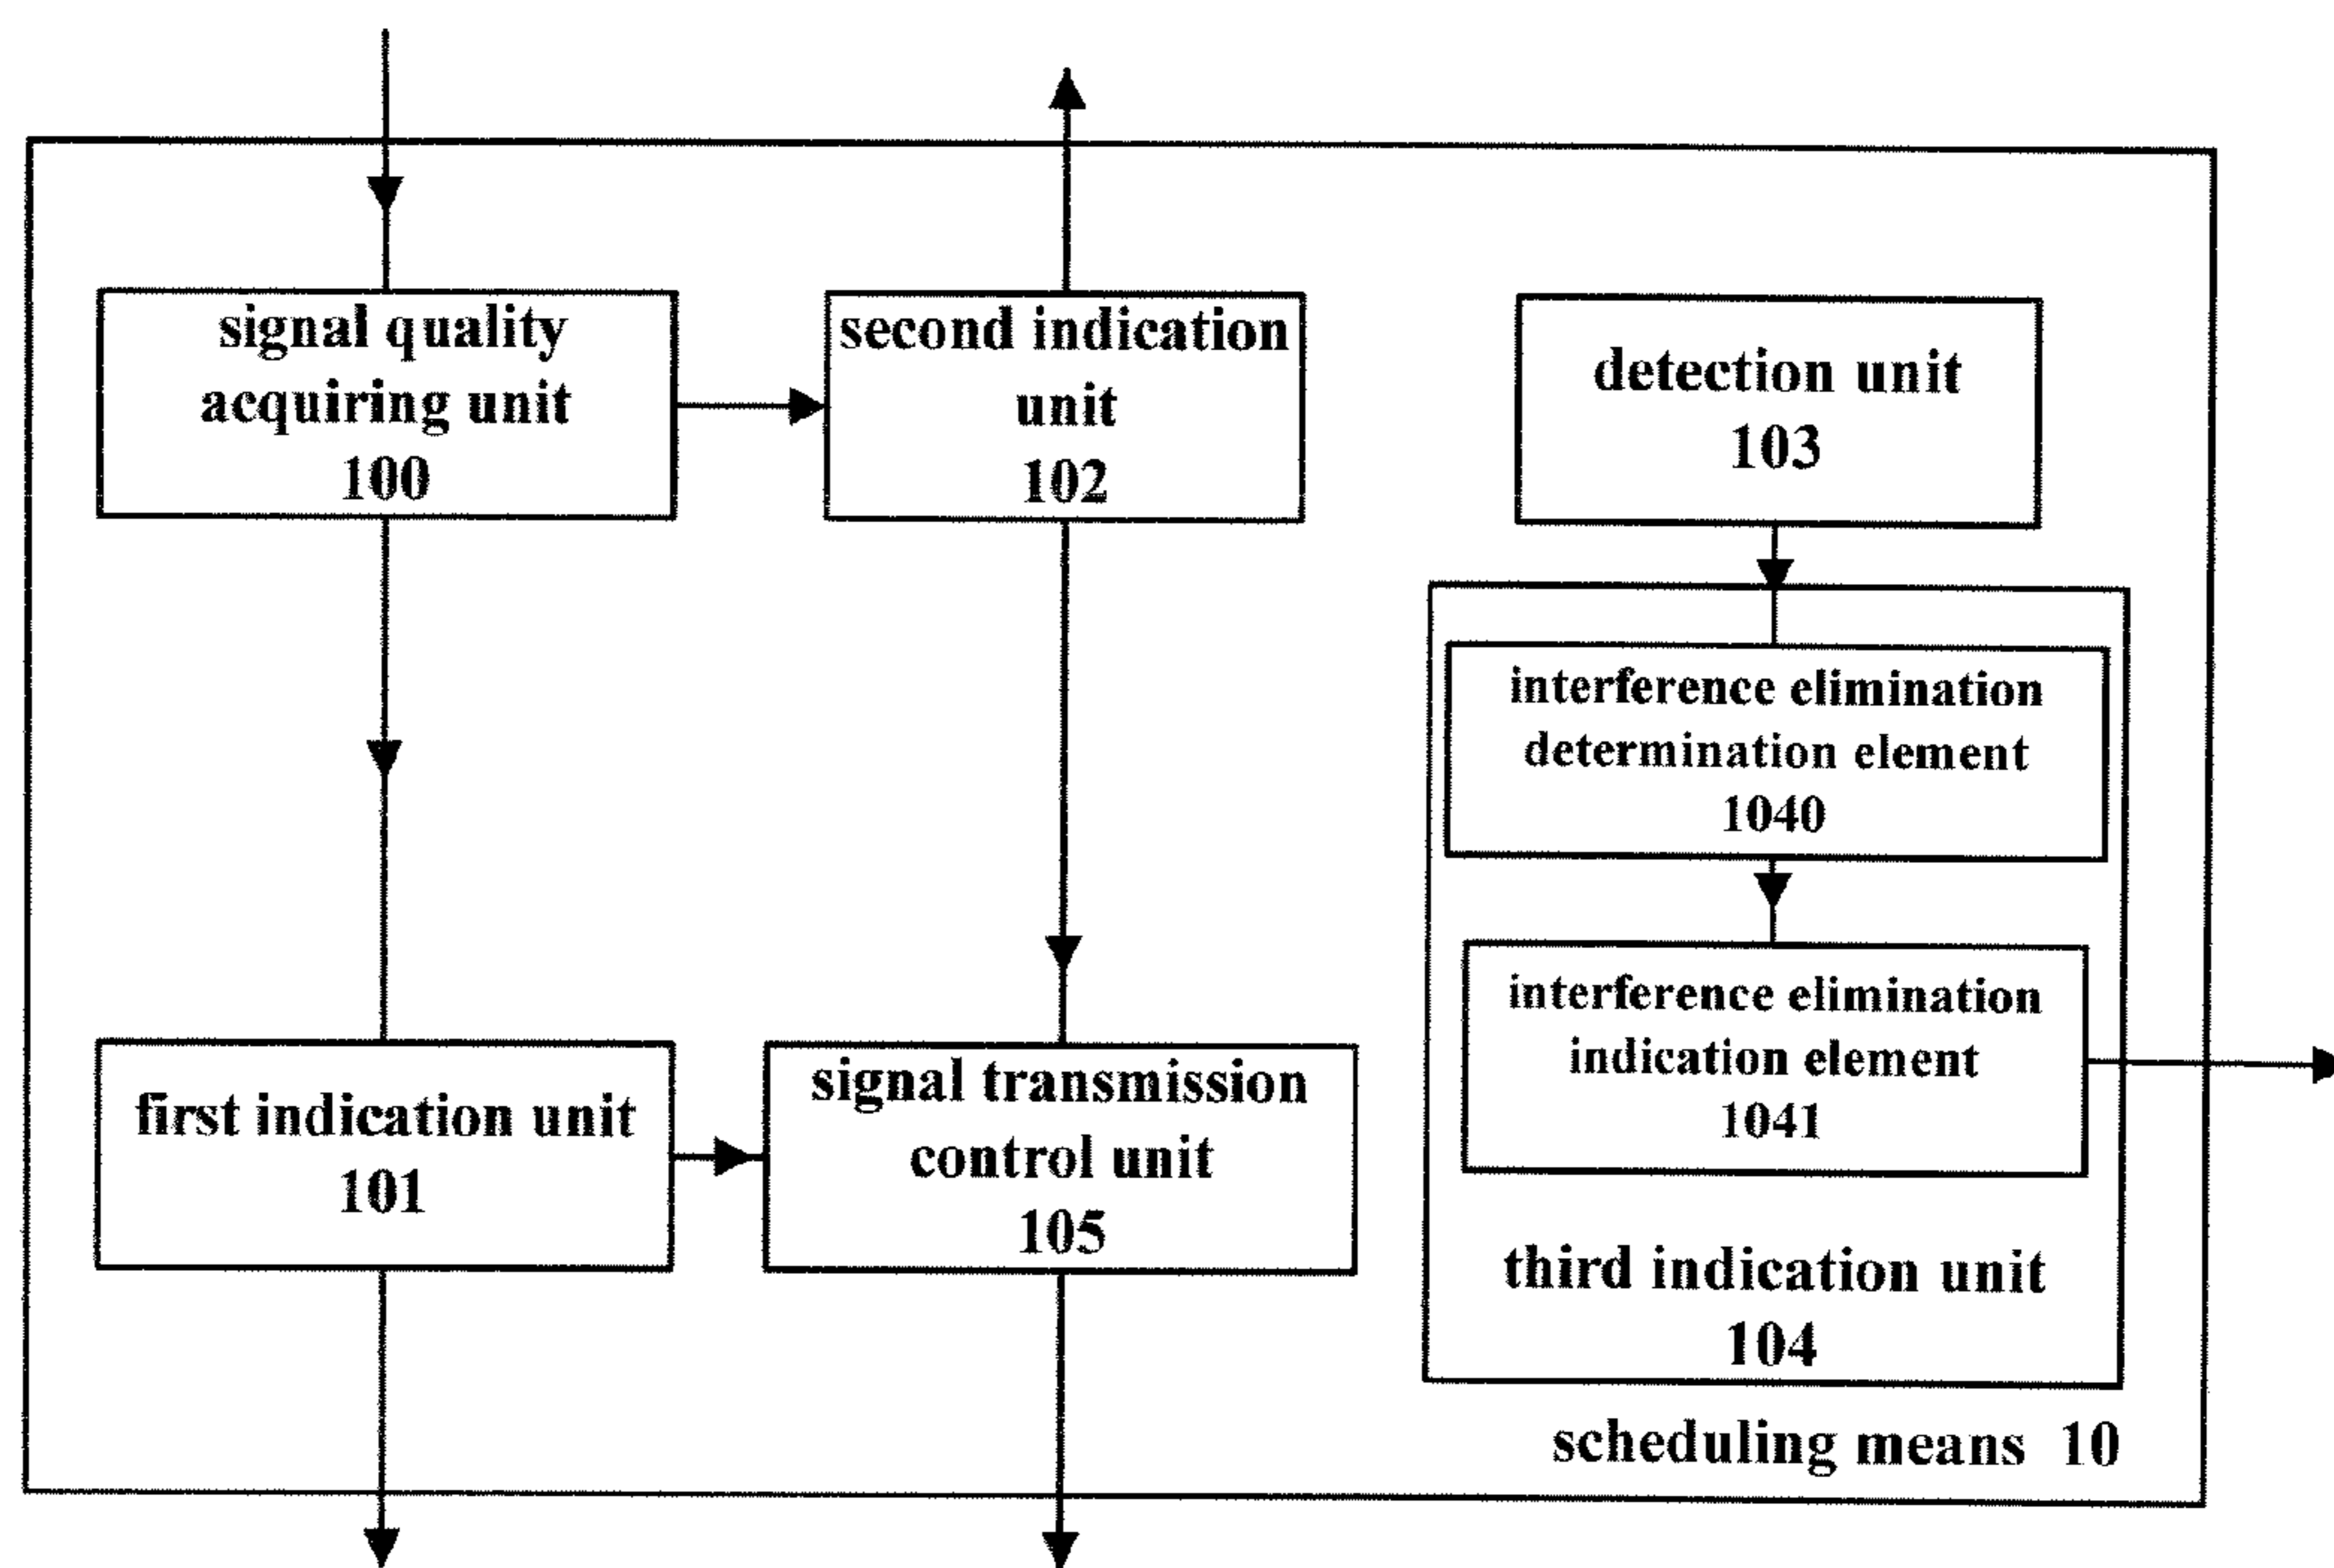 signal quality
acquiring unit
100
second indication
unit
102
detection unit
103
interference elimination
determination element
1040
interference elimination
indication element
1041
first indication unit
101
signal transmission
control unit
105
third indication unit
104
scheduling means 10